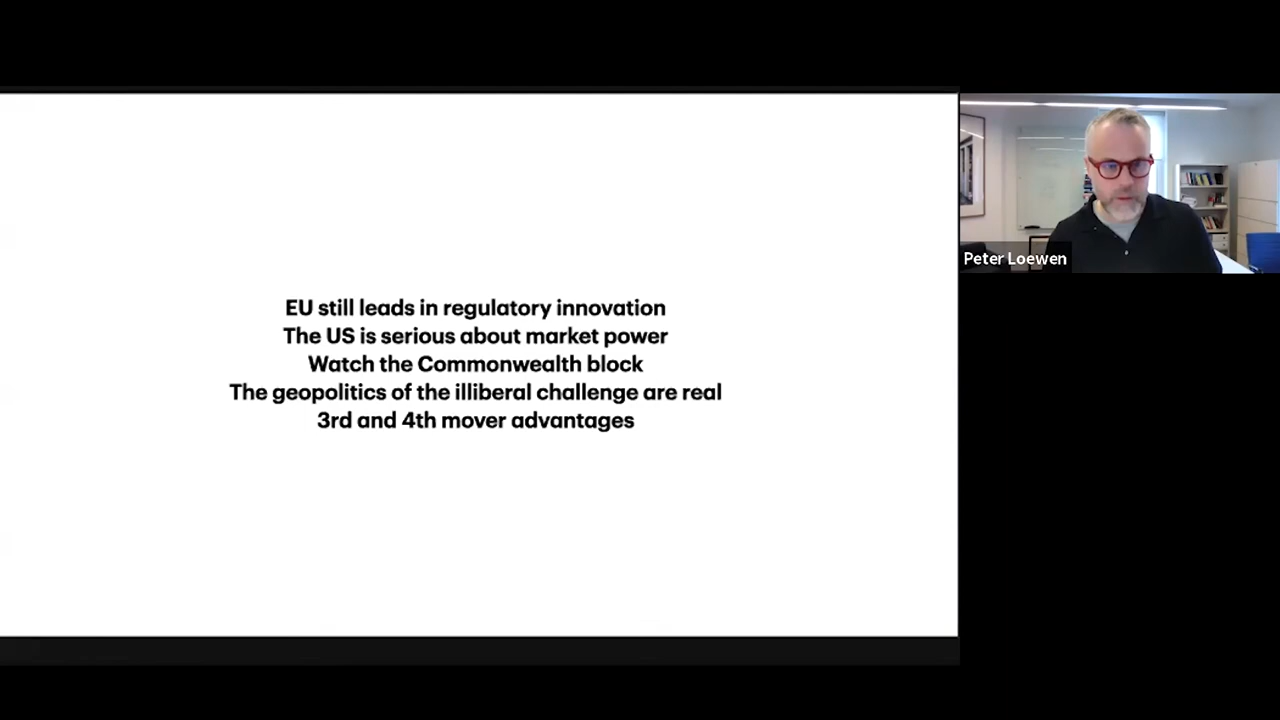 EU still leads in regulatory innovation
The US is serious about market power
Watch the Commonwealth block
The geopolitics of the illiberal challenge are real
3rd and 4th mover advantages
Peter Loewen